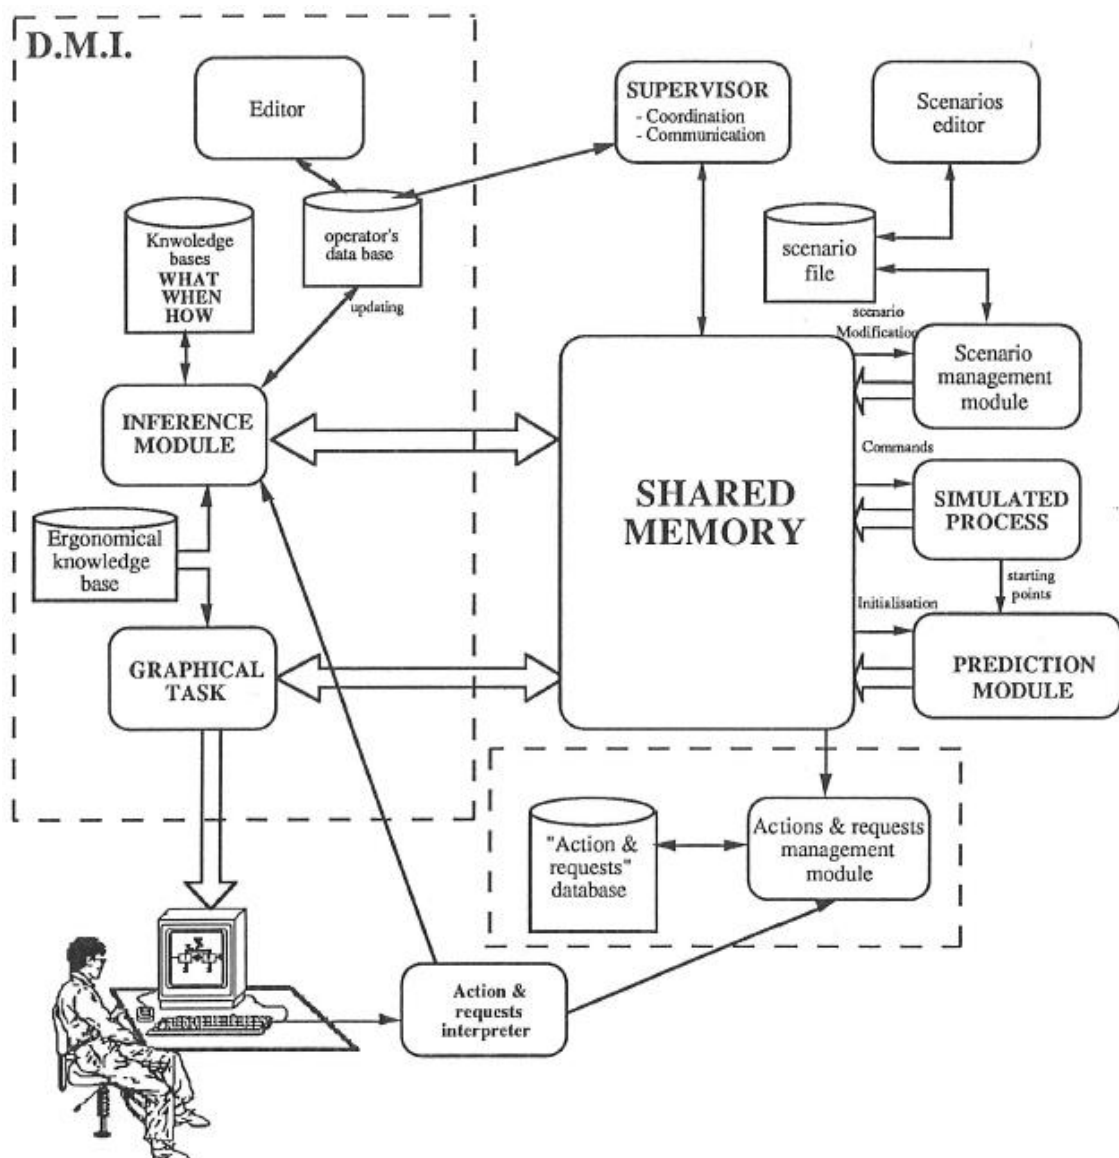 D.M.I.
Editor
SUPERVISOR
- Coordination
- Communication
Scenarios
editor
Knwoledge
bases
WHAT
WHEN
HOW
operator's
data base
scenario
file
updating
scenario
Modification
Scenario
management
module
INFERENCE
MODULE
SHARED
MEMORY
Commands
SIMULATED
PROCESS
Ergonomical
knowledge
base
starting
points
Initialisation
GRAPHICAL
TASK
PREDICTION
MODULE
"Action &
requests"
database
Actions & requests
management
module
Action &
requests
interpreter